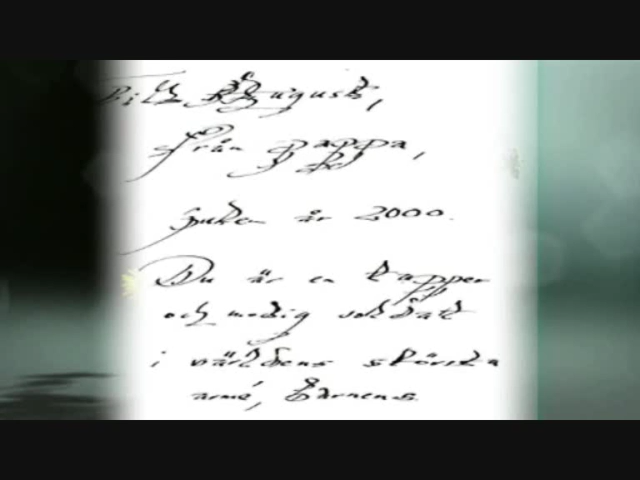 Till August,
från pappa,
Julen år 2000.
Du är en tapper
och modig soldat
i världens största
armé, Barnens.